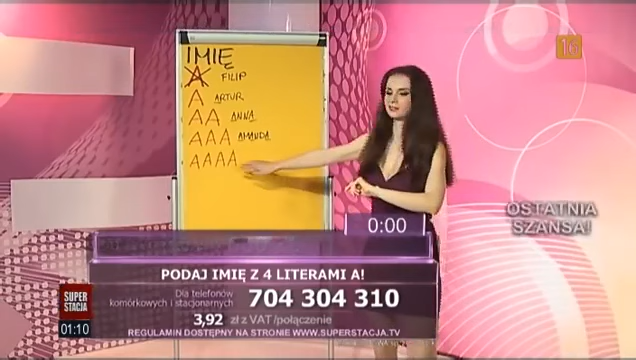 IMIĘ
A FILIP
A ARTUR
AA ANNA
AAA AMANDA
AAAA
16
OSTATNIA
SZANSA!
0:00
PODAJ IMIĘ Z 4 LITERAMI A!
Dla telefonów
komórkowych i stacjonarnych
704 304 310
3,92 zł z VAT/połączenie
REGULAMIN DOSTĘPNY NA STRONIE WWW.SUPERSTACJA.TV
SUPER
STACJA
01:10